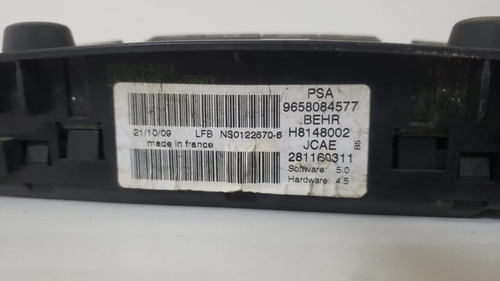 PSA
9658084577
BEHR
21/10/09 LFB NS0122670-6 H8148002
made in france JCAE
281160311
B5
Software: 5.0
Hardware: 4.5